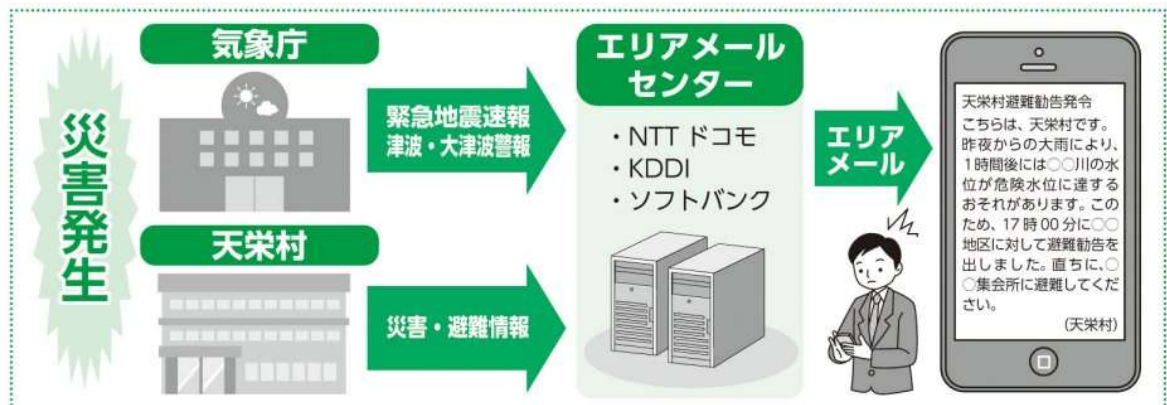 災害発生
気象庁
緊急地震速報
津波・大津波警報
天栄村
災害・避難情報
エリアメール
センター
・NTTドコモ
・KDDI
・ソフトバンク
エリア
メール
天栄村避難勧告発令
こちらは、天栄村です。
昨夜からの大雨により、
1時間後には○○川の水
位が危険水位に達する
おそれがあります。この
ため、17時00分に○○
地区に対して避難勧告を
出しました。直ちに、○
○集会所に避難してくだ
さい。
(天栄村)